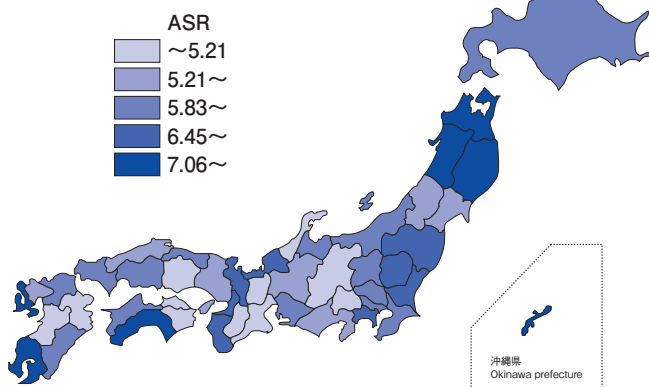 ASR
～5.21
5.21～
5.83～
6.45～
7.06～
沖縄県
Okinawa prefecture